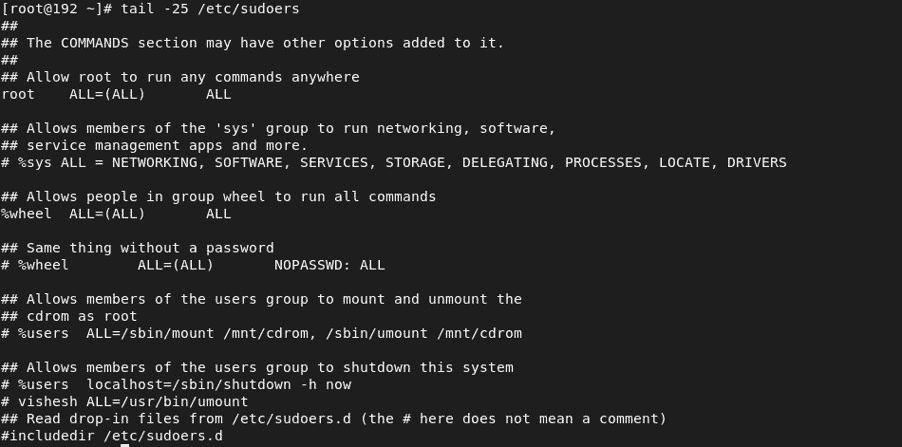 [root@192 ~]# tail -25 /etc/sudoers
##
## The COMMANDS section may have other options added to it.
##
## Allow root to run any commands anywhere
root    ALL=(ALL)       ALL

## Allows members of the 'sys' group to run networking, software,
## service management apps and more.
# %sys ALL = NETWORKING, SOFTWARE, SERVICES, STORAGE, DELEGATING, PROCESSES, LOCATE, DRIVERS

## Allows people in group wheel to run all commands
%wheel  ALL=(ALL)       ALL

## Same thing without a password
# %wheel        ALL=(ALL)       NOPASSWD: ALL

## Allows members of the users group to mount and unmount the
## cdrom as root
# %users  ALL=/sbin/mount /mnt/cdrom, /sbin/umount /mnt/cdrom

## Allows members of the users group to shutdown this system
# %users  localhost=/sbin/shutdown -h now
# vishesh ALL=/usr/bin/umount
## Read drop-in files from /etc/sudoers.d (the # here does not mean a comment)
#includedir /etc/sudoers.d